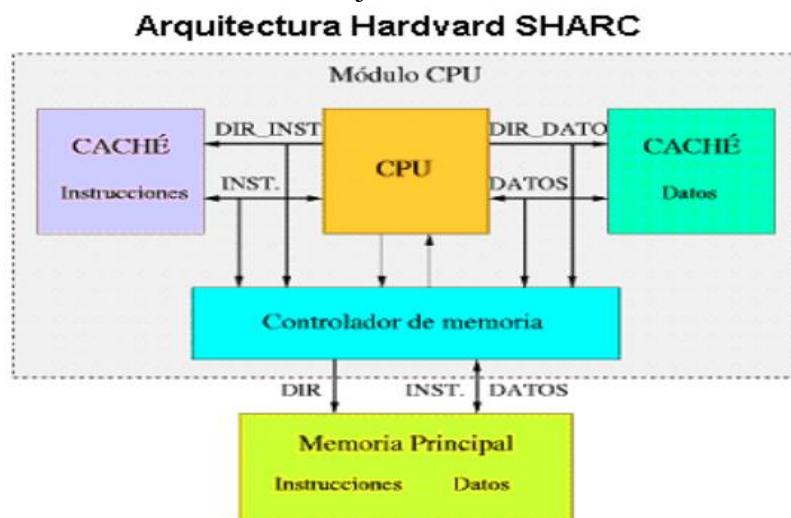 Arquitectura Hardvard SHARC
Módulo CPU
DIR_INST
DIR_DATO
CACHÉ
CPU
CACHÉ
INST.
DATOS
Instrucciones
Datos
Controlador de memoria
DIR
INST.
DATOS
Memoria Principal
Instrucciones
Datos